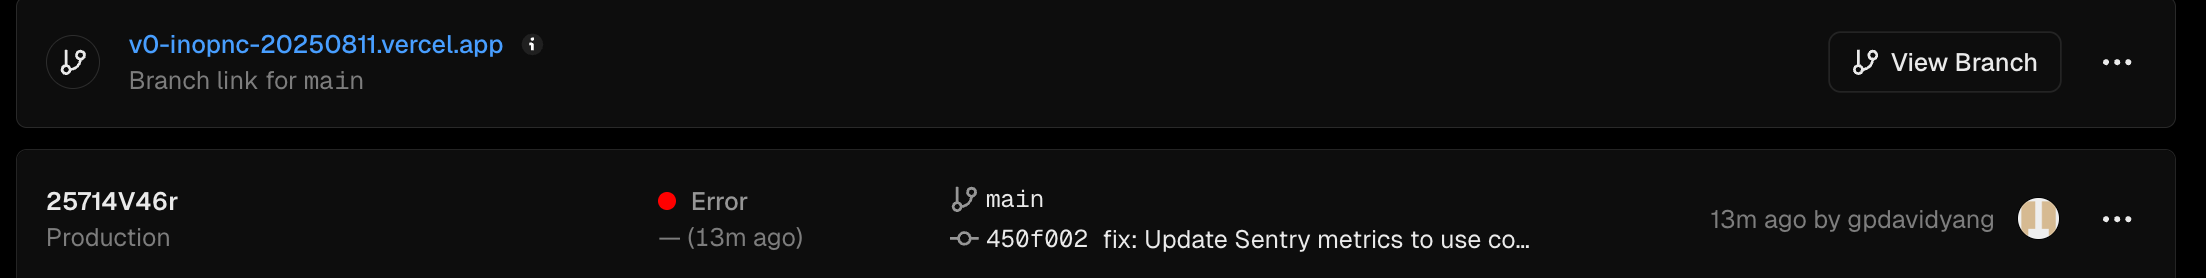 v0-inopnc-20250811.vercel.app
Branch link for main
View Branch
25714V46r
Production
Error
— (13m ago)
main
450f002 fix: Update Sentry metrics to use co...
13m ago by gpdavidyang